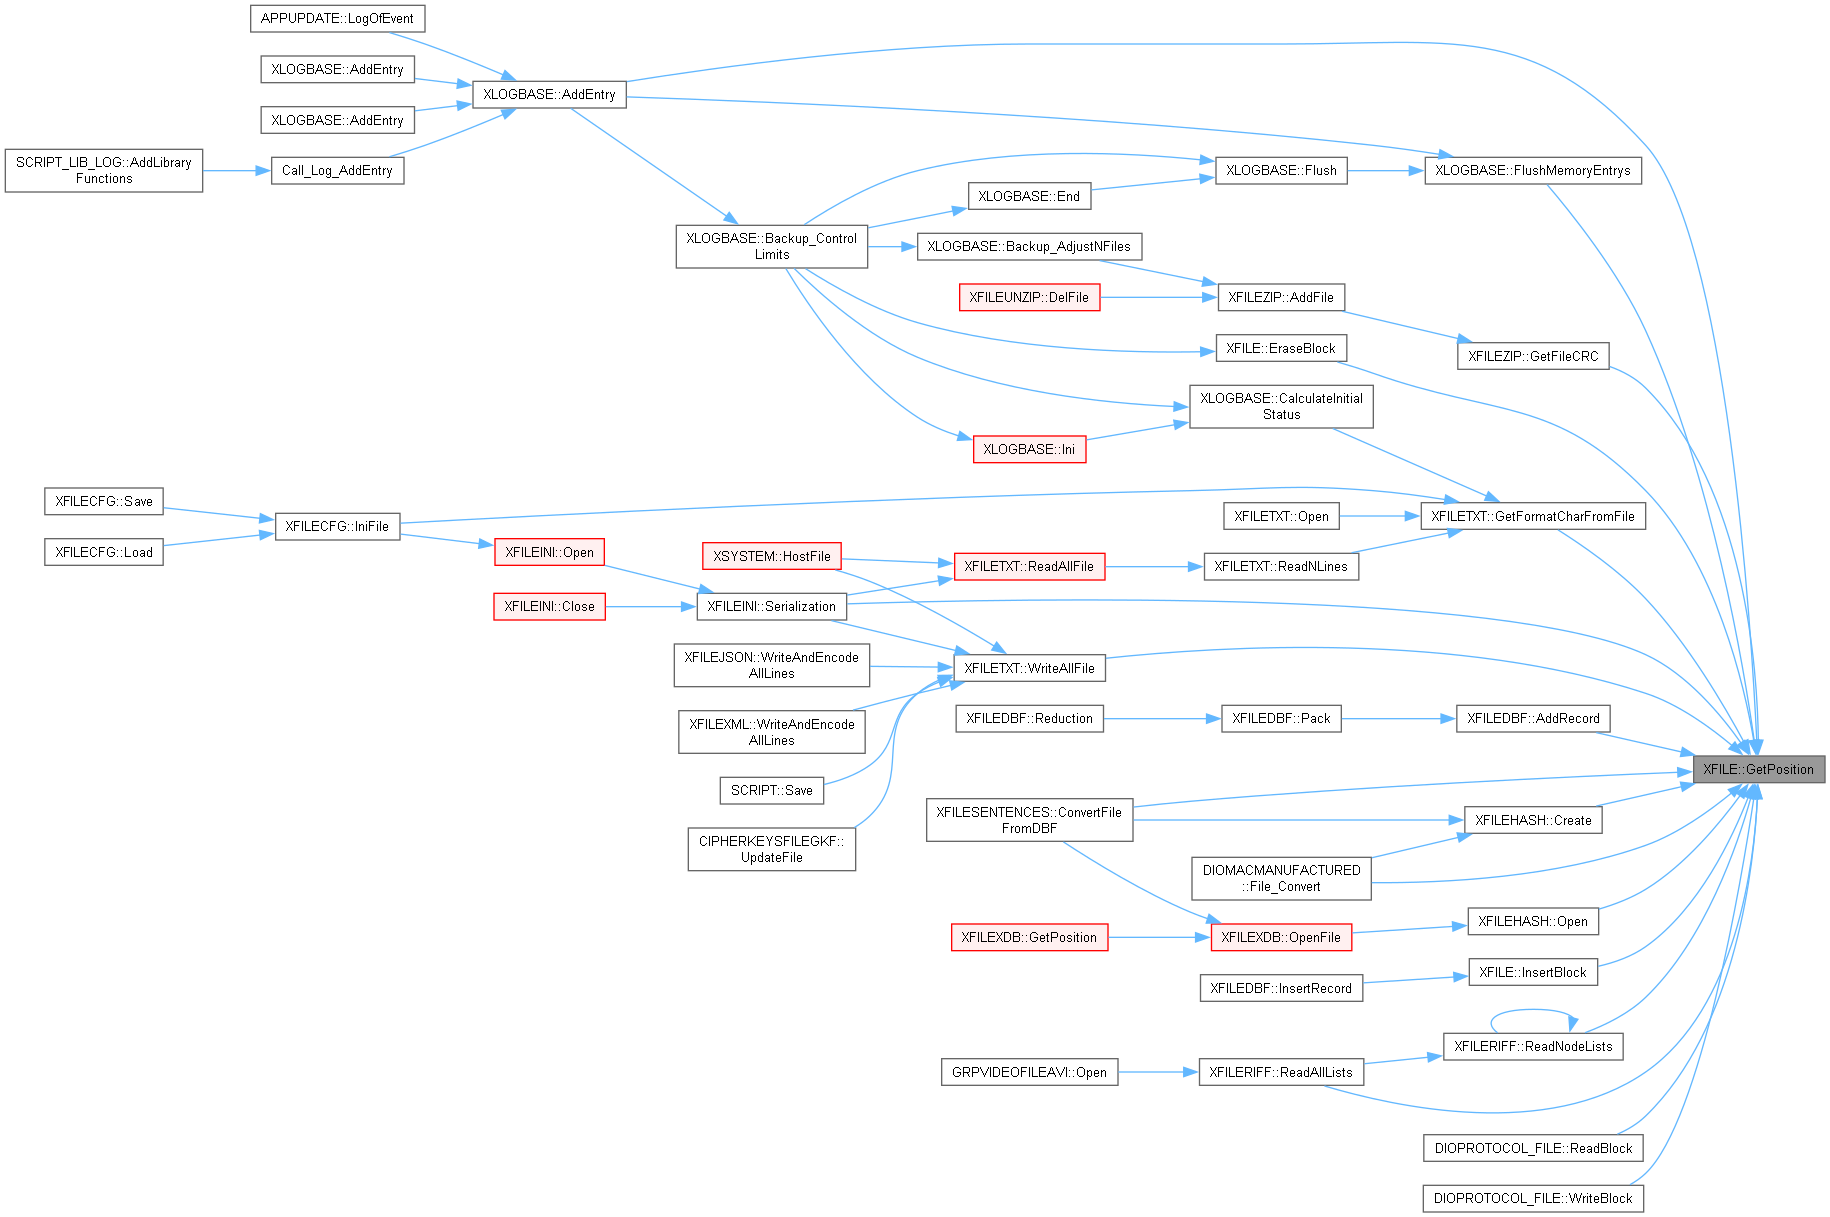 APPUPDATE::LogOfEvent
XLOGBASE::AddEntry
XLOGBASE::AddEntry
XLOGBASE::AddEntry
SCRIPT_LIB_LOG::AddLibrary
Functions
Call_Log_AddEntry
XLOGBASE::Flush
XLOGBASE::FlushMemoryEntrys
XLOGBASE::End
XLOGBASE::Backup_Control
Limits
XLOGBASE::Backup_AdjustNFiles
XFILEUNZIP::DelFile
XFILEZIP::AddFile
XFILE::EraseBlock
XFILEZIP::GetFileCRC
XLOGBASE::CalculateInitial
Status
XLOGBASE::Ini
XFILECFG::Save
XFILECFG::IniFile
XFILETXT::Open
XFILETXT::GetFormatCharFromFile
XFILECFG::Load
XFILEINI::Open
XSYSTEM::HostFile
XFILETXT::ReadAllFile
XFILETXT::ReadNLines
XFILEINI::Close
XFILEINI::Serialization
XFILEJSON::WriteAndEncode
AllLines
XFILETXT::WriteAllFile
XFILEXML::WriteAndEncode
AllLines
XFILEDBF::Reduction
XFILEDBF::Pack
XFILEDBF::AddRecord
XFILE::GetPosition
SCRIPT::Save
XFILESENTENCES::ConvertFile
FromDBF
XFILEHASH::Create
CIPHERKEYSFILEGKF::
UpdateFile
DIOMACMANUFACTURED
::File_Convert
XFILEHASH::Open
XFILEXDB::GetPosition
XFILEXDB::OpenFile
XFILE::InsertBlock
XFILEDBF::InsertRecord
XFILERIFF::ReadNodeLists
GRPVIDEOFILEAVI::Open
XFILERIFF::ReadAllLists
DIOPROTOCOL_FILE::ReadBlock
DIOPROTOCOL_FILE::WriteBlock